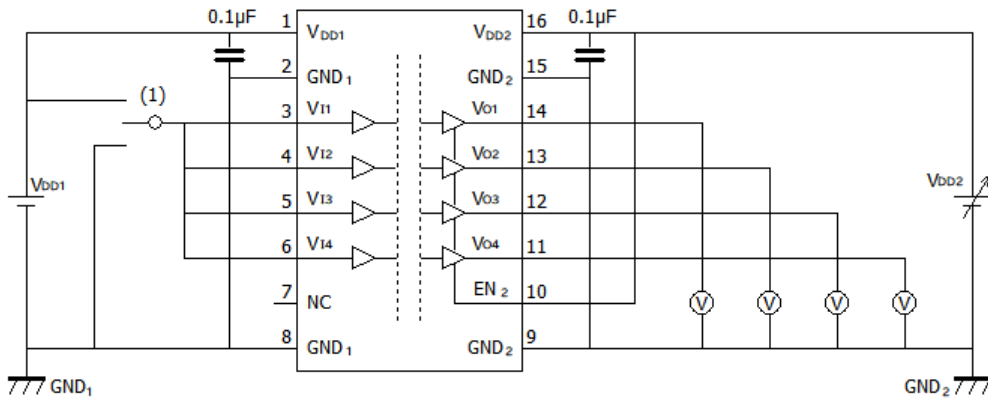 0.1µF 1 VDD1 VDD2 16 0.1µF
2 GND1 GND2 15
(1) 3 VI1 VO1 14
4 VI2 VO2 13
VDD1 VDD2
5 VI3 VO3 12
6 VI4 VO4 11
7 NC EN2 10
V V V V
8 GND1 GND2 9
GND1 GND2